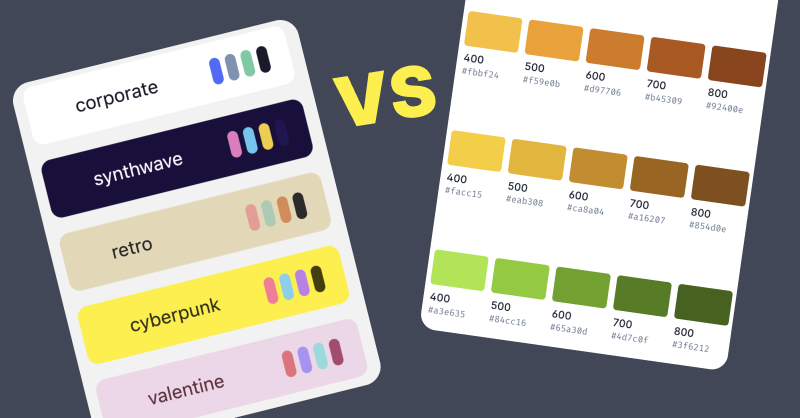 corporate
synthwave
retro
cyberpunk
valentine
vs
400 500 600 700 800
#fbbf24 #f59e0b #d97706 #b45309 #92400e
400 500 600 700 800
#facc15 #eab308 #ca8a04 #a16207 #854d0e
400 500 600 700 800
#a3e635 #84cc16 #65a30d #4d7c0f #3f6212